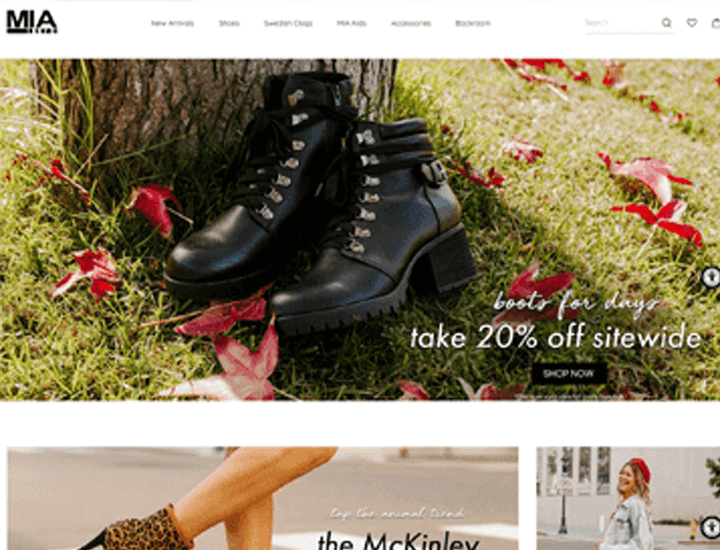 MIA
New Arrivals Shoes Swedish Clogs MIA Kids Accessories Backroom Search
boots for days
take 20% off sitewide
SHOP NOW
top the animal trend
the McKinley